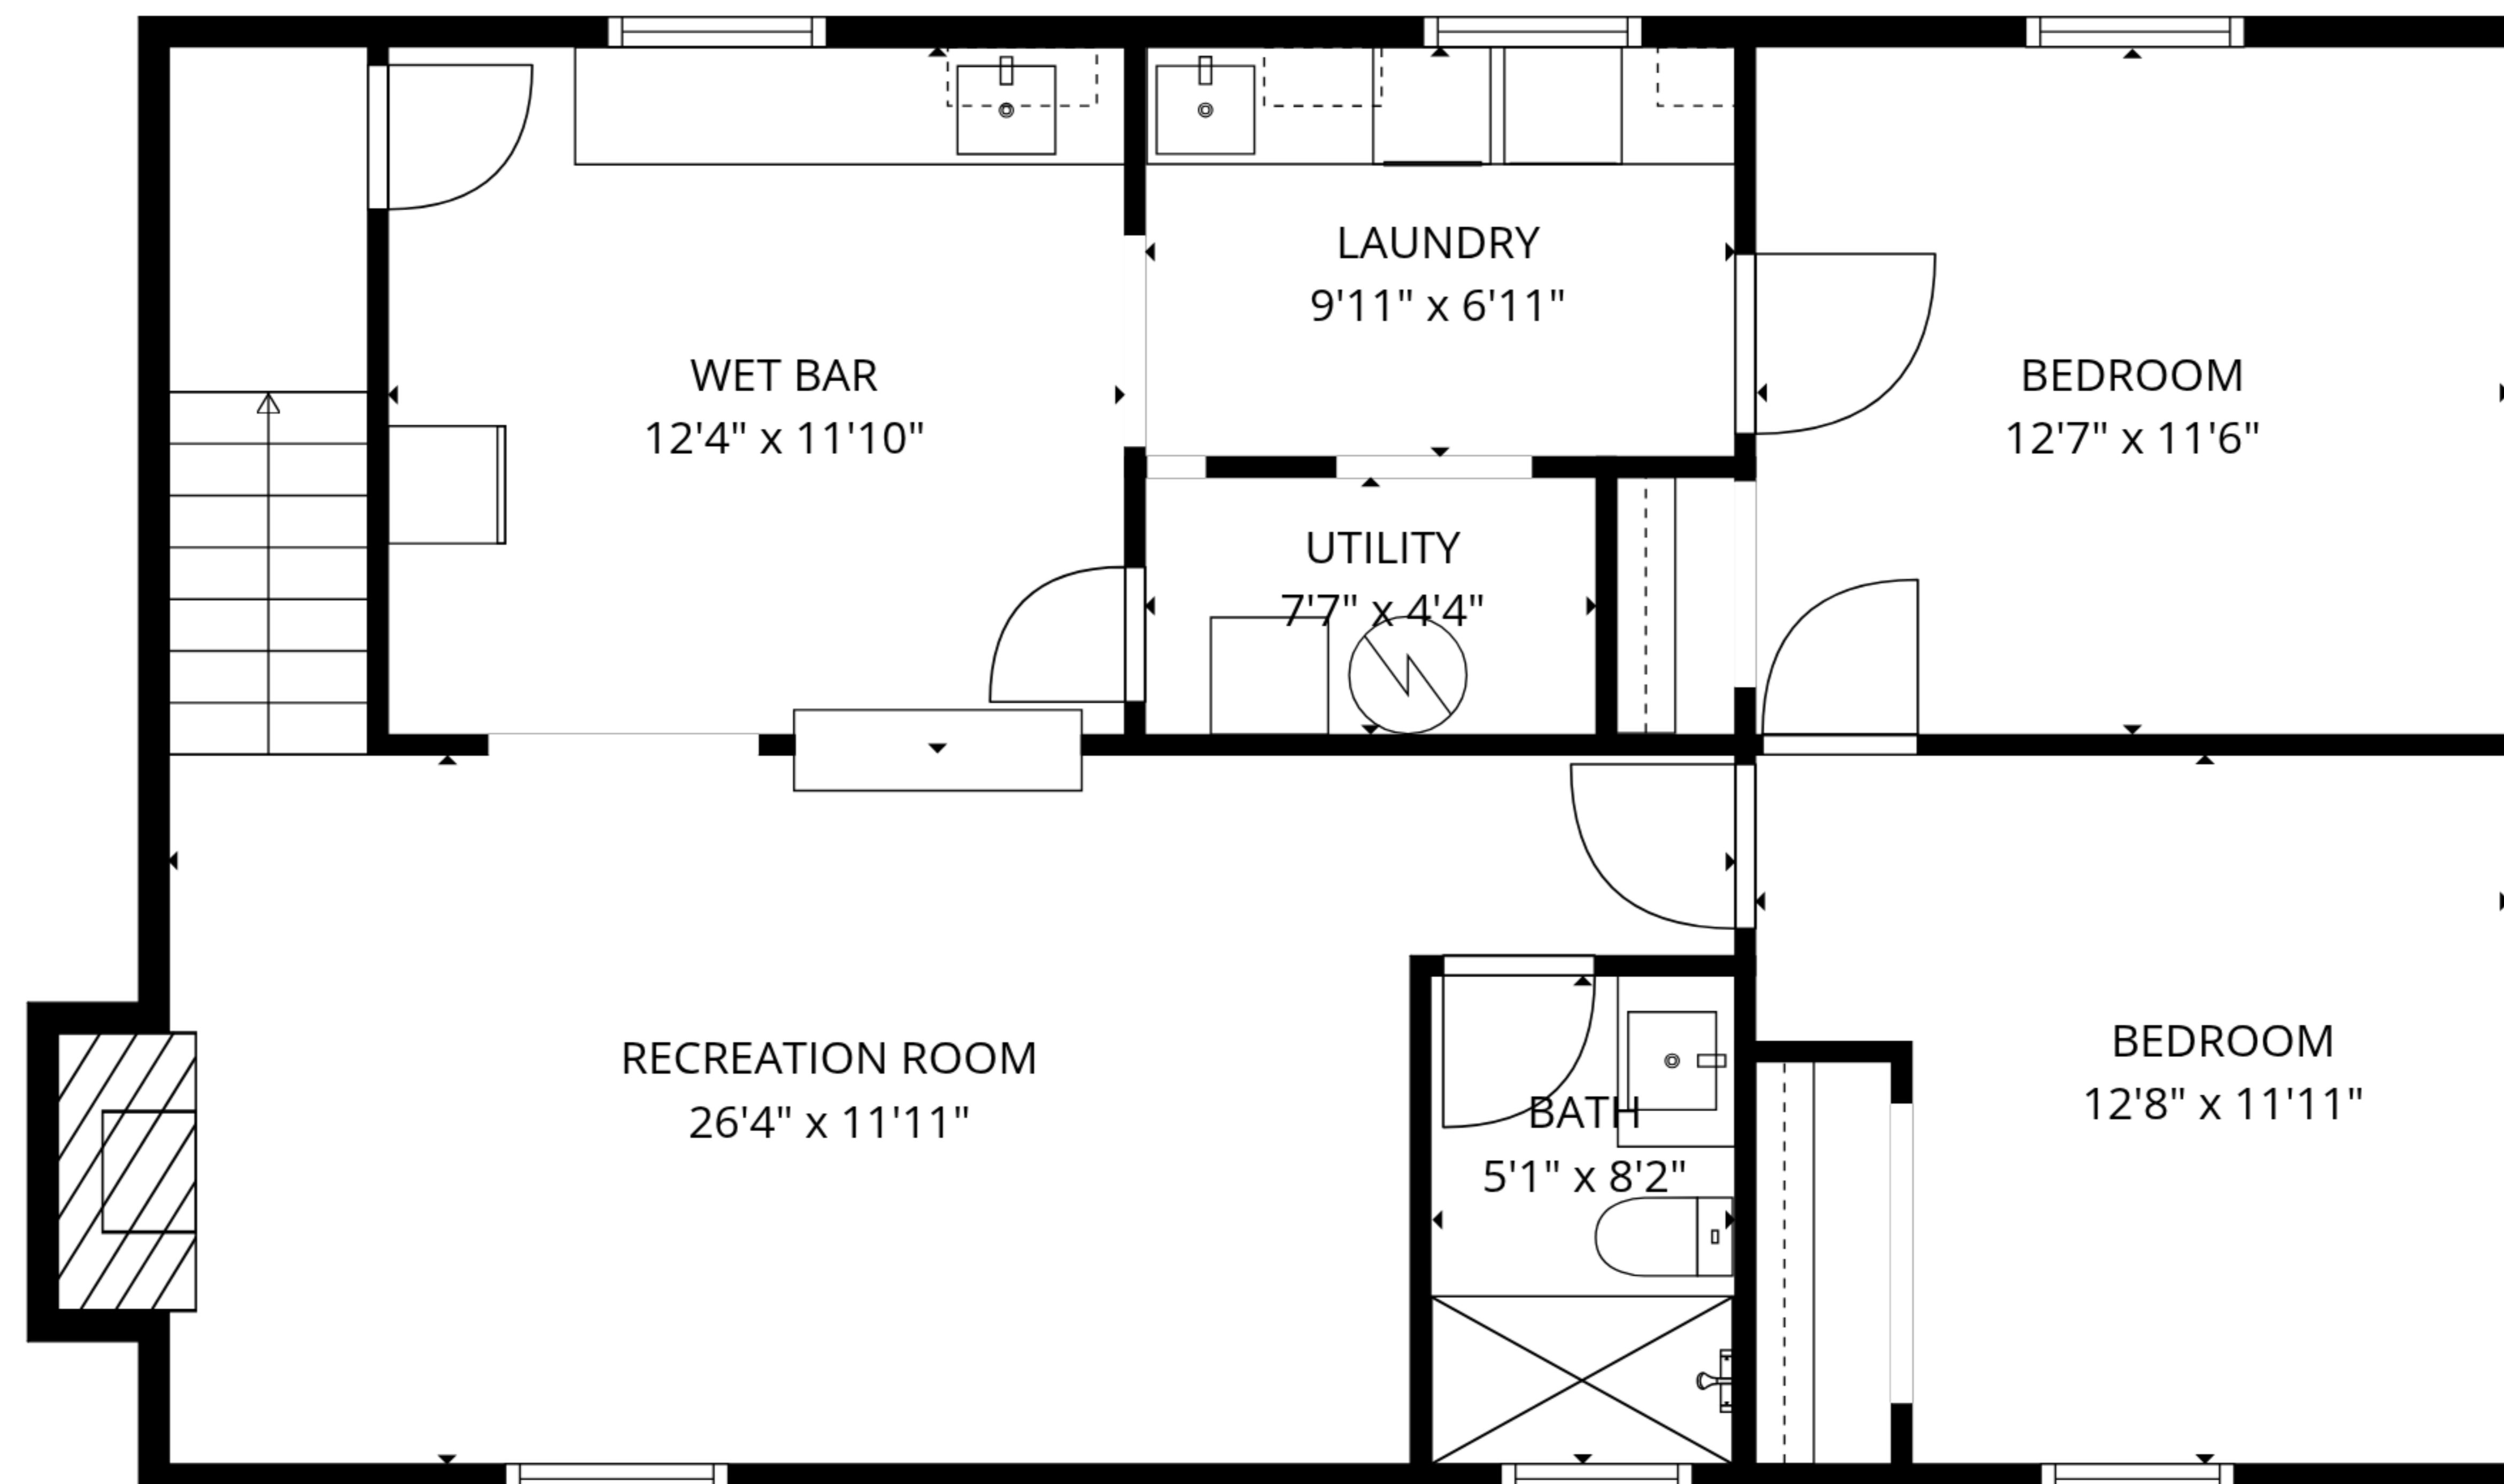 LAUNDRY
9'11" x 6'11"
WET BAR
12'4" x 11'10"
BEDROOM
12'7" x 11'6"
UTILITY
7'7" x 4'4"
RECREATION ROOM
26'4" x 11'11"
BATH
5'1" x 8'2"
BEDROOM
12'8" x 11'11"